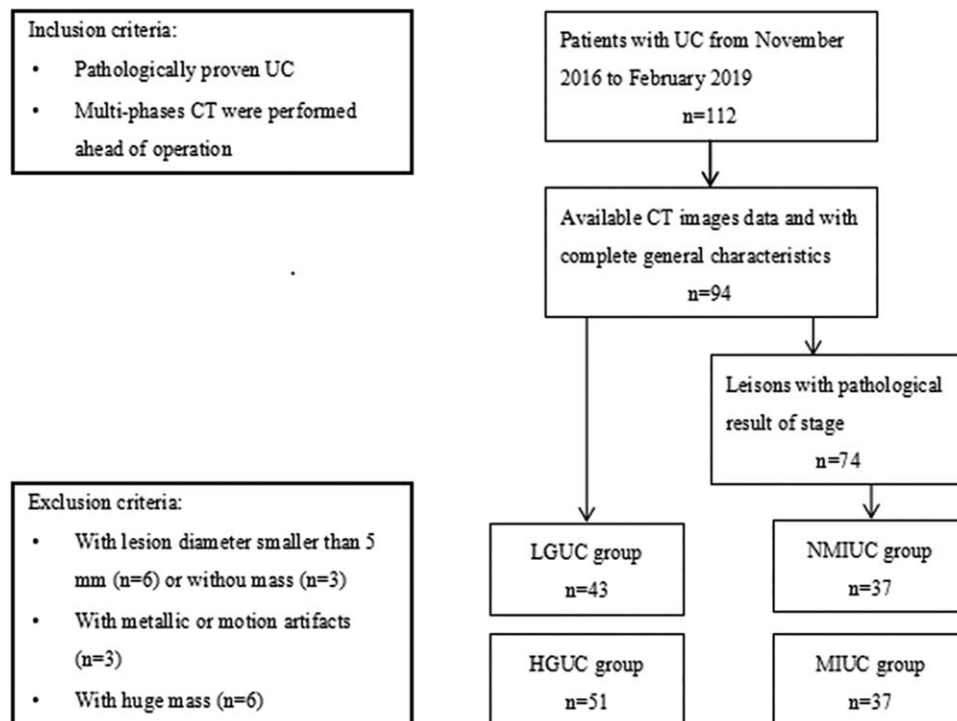 Inclusion criteria:
• Pathologically proven UC
• Multi-phases CT were performed
ahead of operation
Patients with UC from November
2016 to February 2019
n=112
Available CT images data and with
complete general characteristics
n=94
Leisons with pathological
result of stage
n=74
Exclusion criteria:
• With lesion diameter smaller than 5
mm (n=6) or withou mass (n=3)
• With metallic or motion artifacts
(n=3)
• With huge mass (n=6)
LGUC group
n=43
NMIUC group
n=37
HGUC group
n=51
MIUC group
n=37